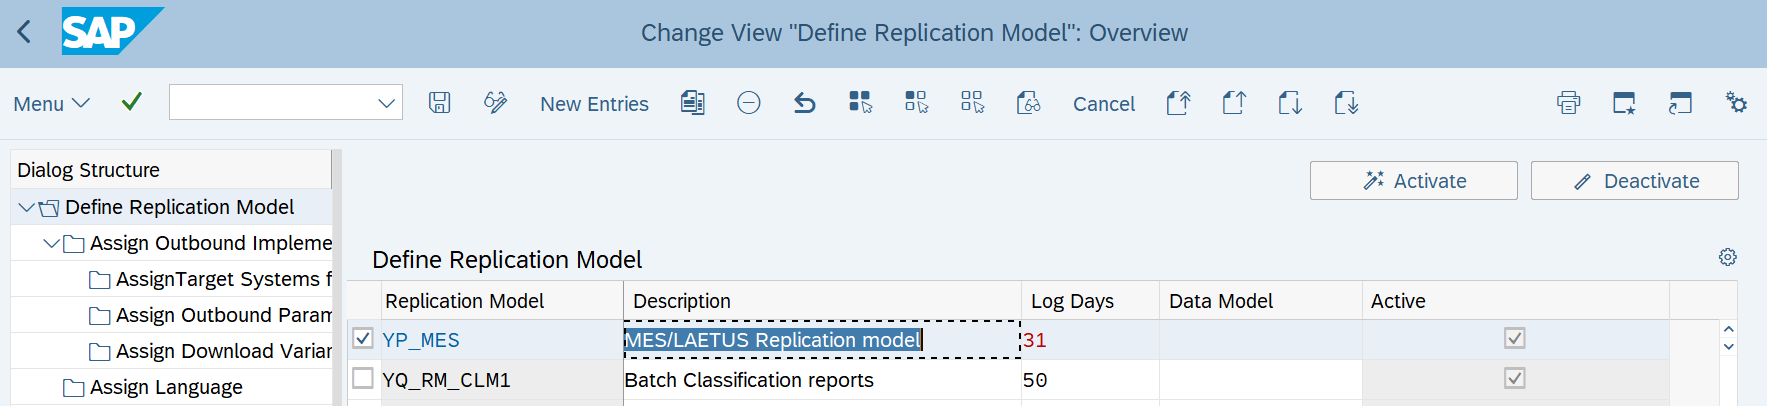 SAP
Change View "Define Replication Model": Overview
Menu
New Entries
Cancel
Dialog Structure
Define Replication Model
Assign Outbound Impleme
AssignTarget Systems f
Assign Outbound Param
Assign Download Variar
Assign Language
Activate
Deactivate
Define Replication Model
Replication Model Description Log Days Data Model Active
YP_MES MES/LAETUS Replication model 31
YQ_RM_CLM1 Batch Classification reports 50